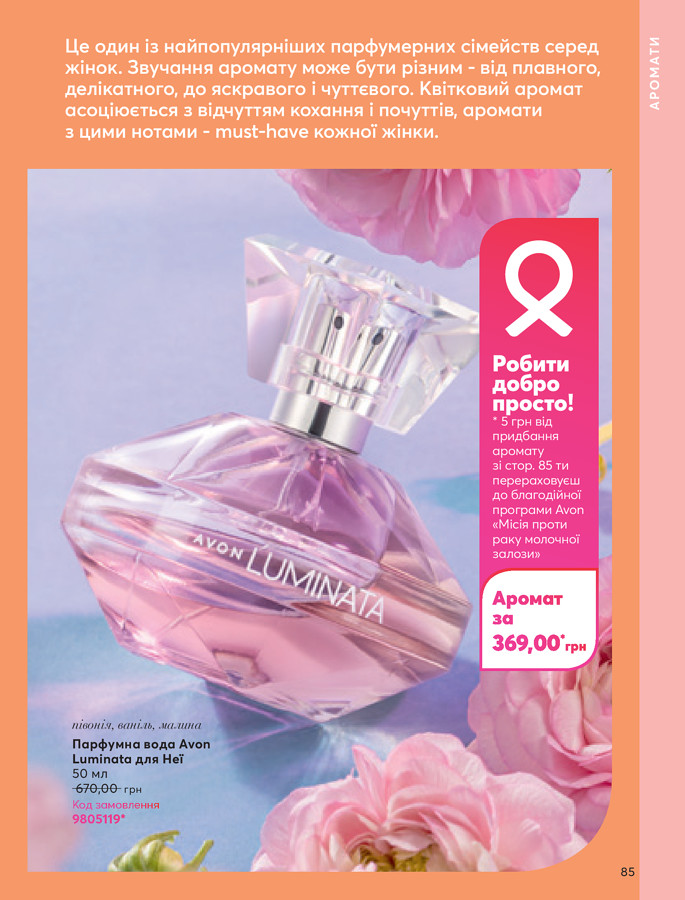 Це один із найпопулярніших парфумерних сімейств серед
жінок. Звучання аромату може бути різним - від плавного,
делікатного, до яскравого і чуттєвого. Квітковий аромат
асоціюється з відчуттям кохання і почуттів, аромати
з цими нотами - must-have кожної жінки.
АРОМАТИ
Робити
добро
просто!
* 5 грн від
придбання
аромату
зі стор. 85 ти
перераховуєш
до благодійної
програми Avon
«Місія проти
раку молочної
залози»
Аромат
за
369,00*грн
AVON LUMINATA
півонія, ваніль, малина
Парфумна вода Avon
Luminata для Неї
50 мл
670,00 грн
Код замовлення
9805119*
85